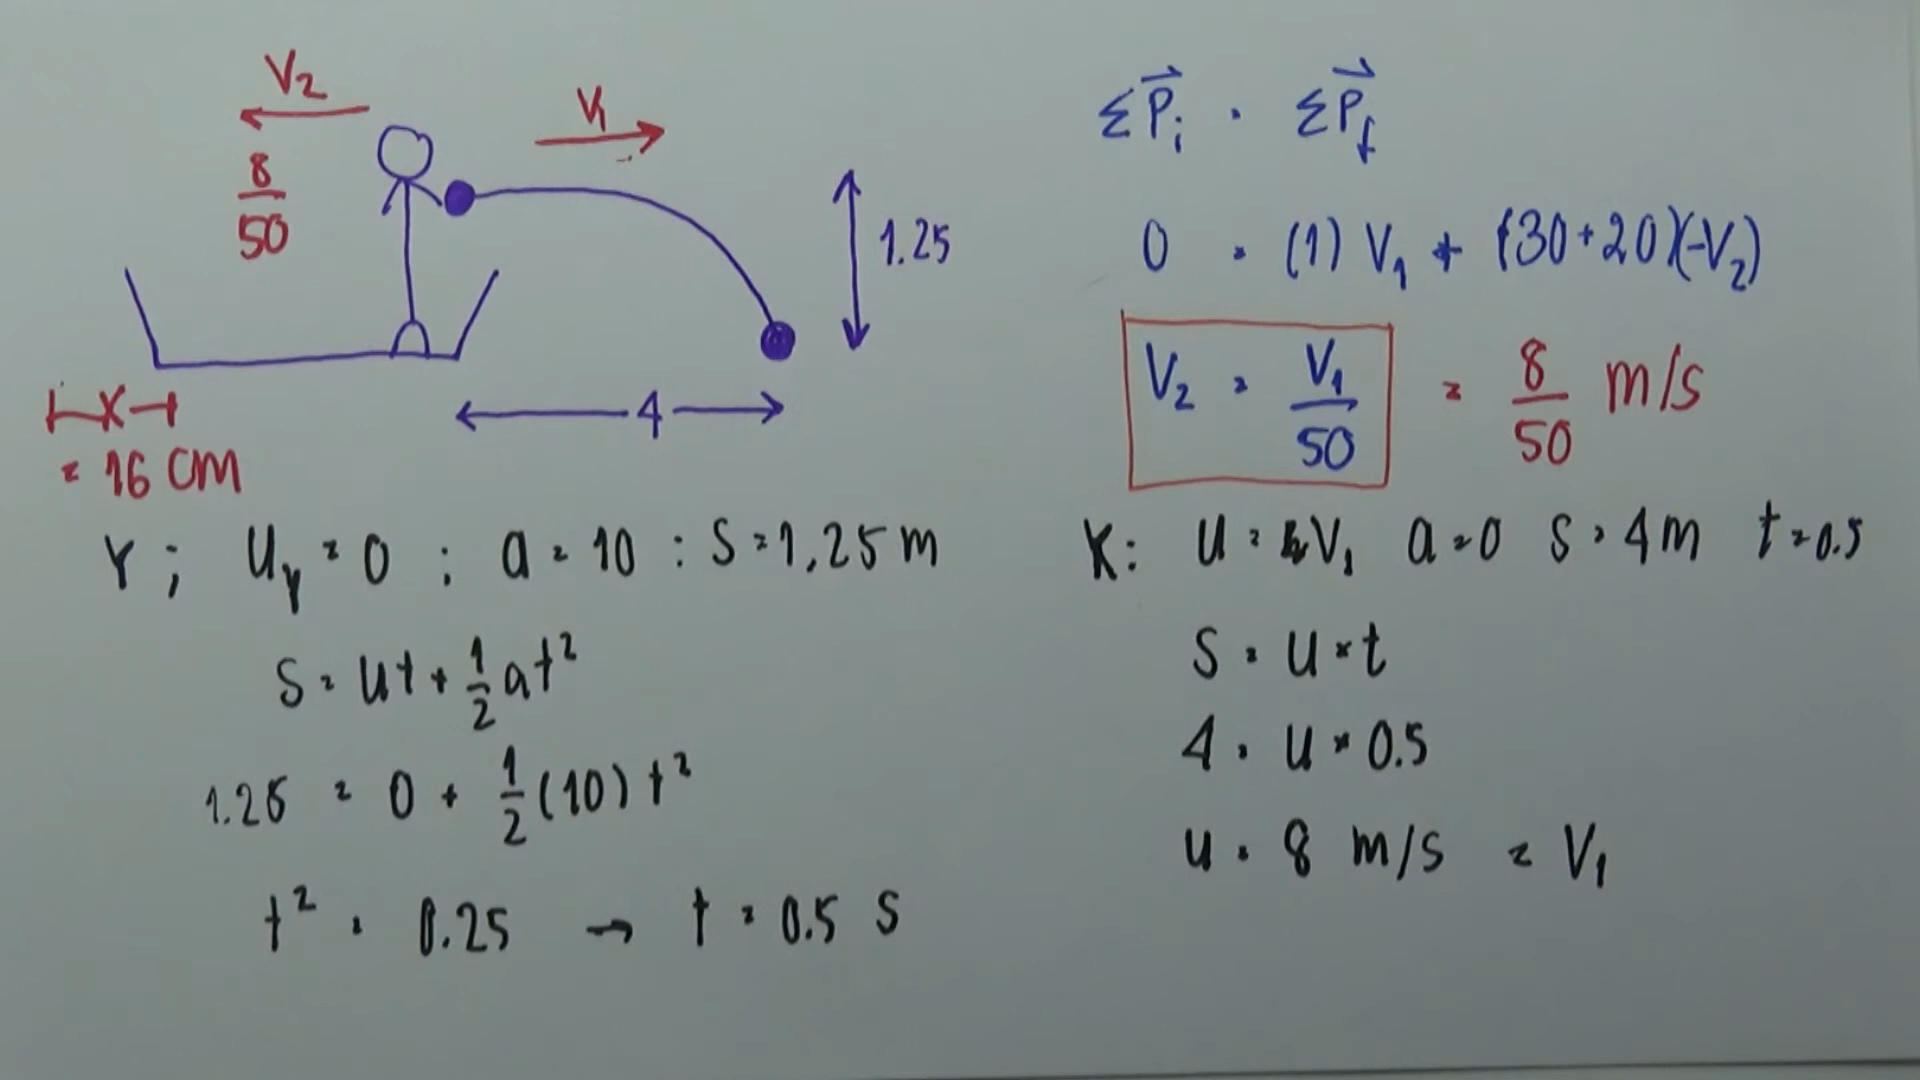 V₂
8/50
V₁
1.25
4
x
= 16 cm
ΣP⃗ᵢ = ΣP⃗f
0 = (1) V₁ + (30+20)(-V₂)
V₂ = V₁/50 = 8/50 m/s
Y ; u_y = 0 ; a = 10 : S = 1,25 m
S = ut + 1/2 at²
1.25 = 0 + 1/2 (10) t²
t² = 0.25 → t = 0.5 s
X: u = V₁ a = 0 S = 4 m t = 0.5
S = u × t
4 = u × 0.5
u = 8 m/s = V₁